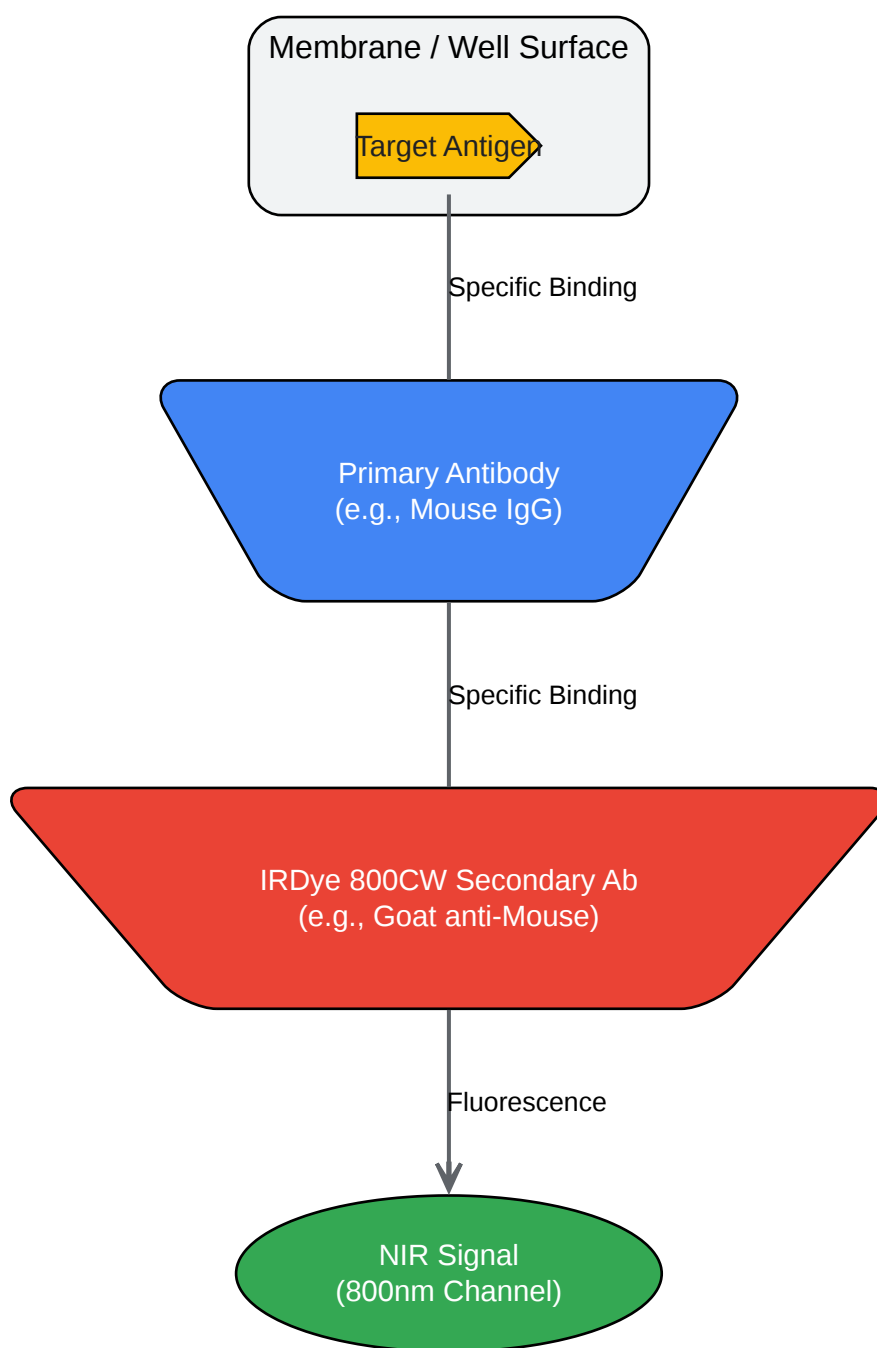 Membrane / Well Surface
Target Antigen
Specific Binding
Primary Antibody
(e.g., Mouse IgG)
Specific Binding
IRDye 800CW Secondary Ab
(e.g., Goat anti-Mouse)
Fluorescence
NIR Signal
(800nm Channel)